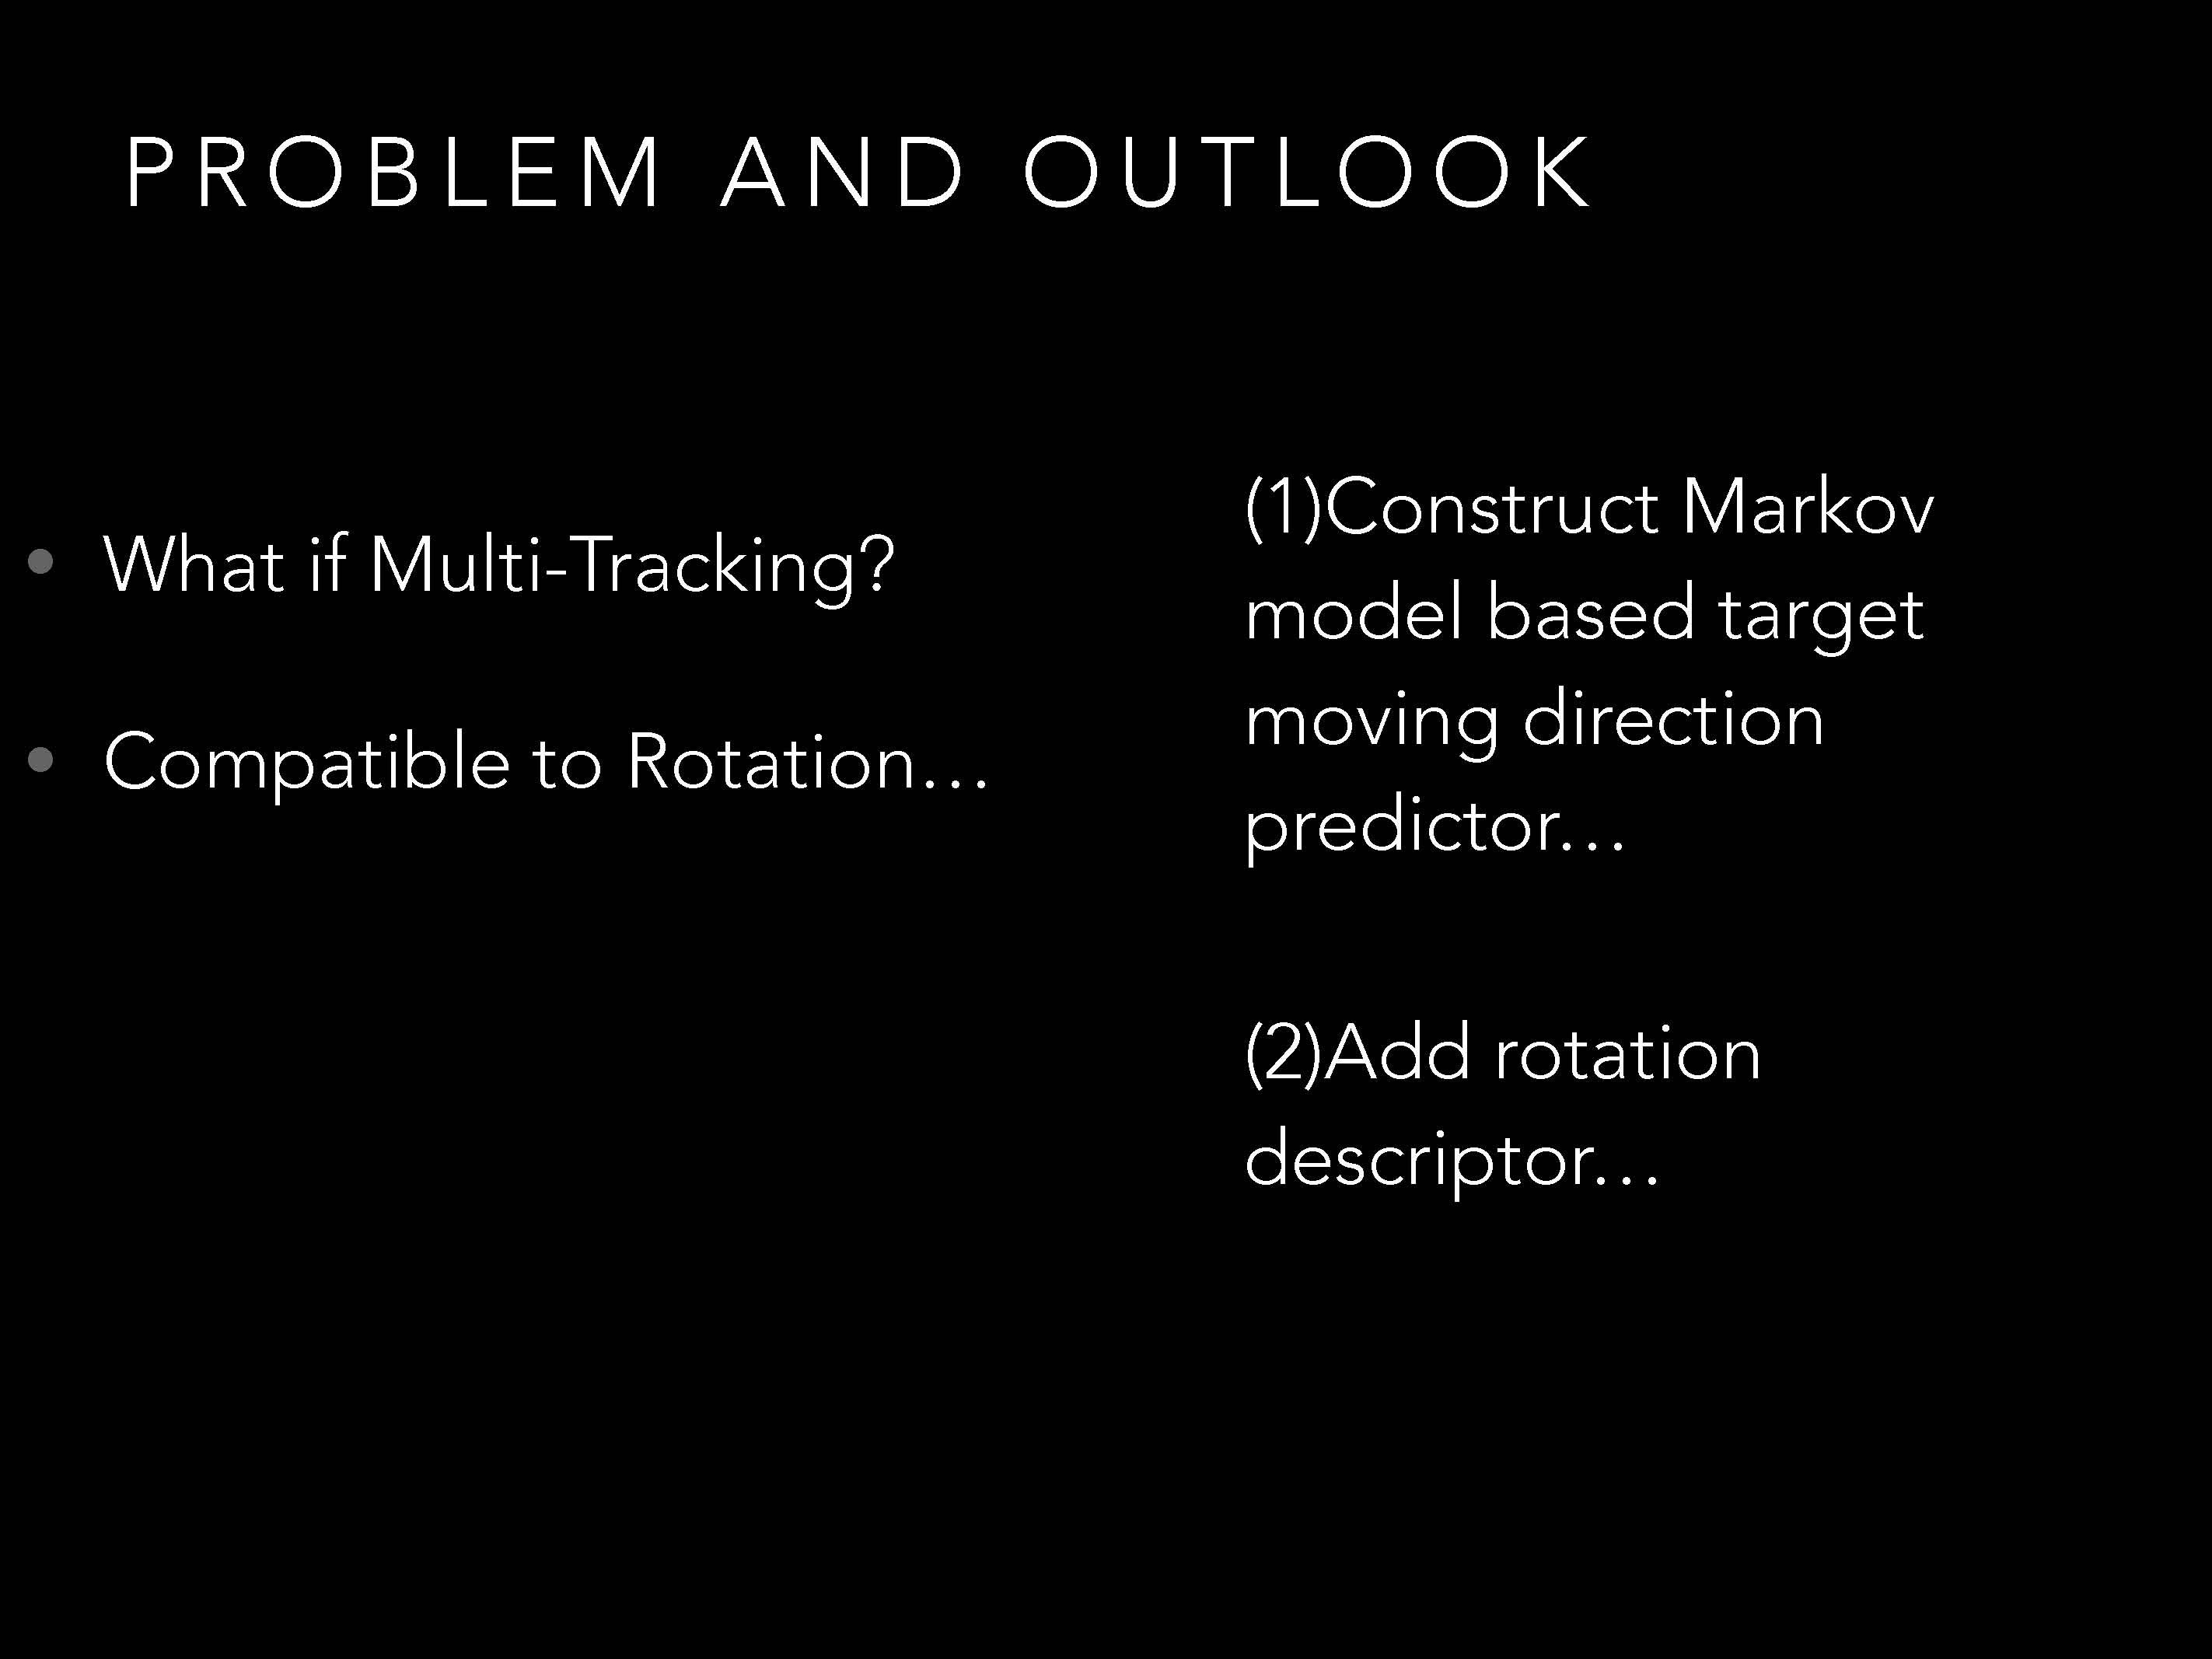 PROBLEM AND OUTLOOK
• What if Multi-Tracking?
• Compatible to Rotation...
(1)Construct Markov
model based target
moving direction
predictor...
(2)Add rotation
descriptor...